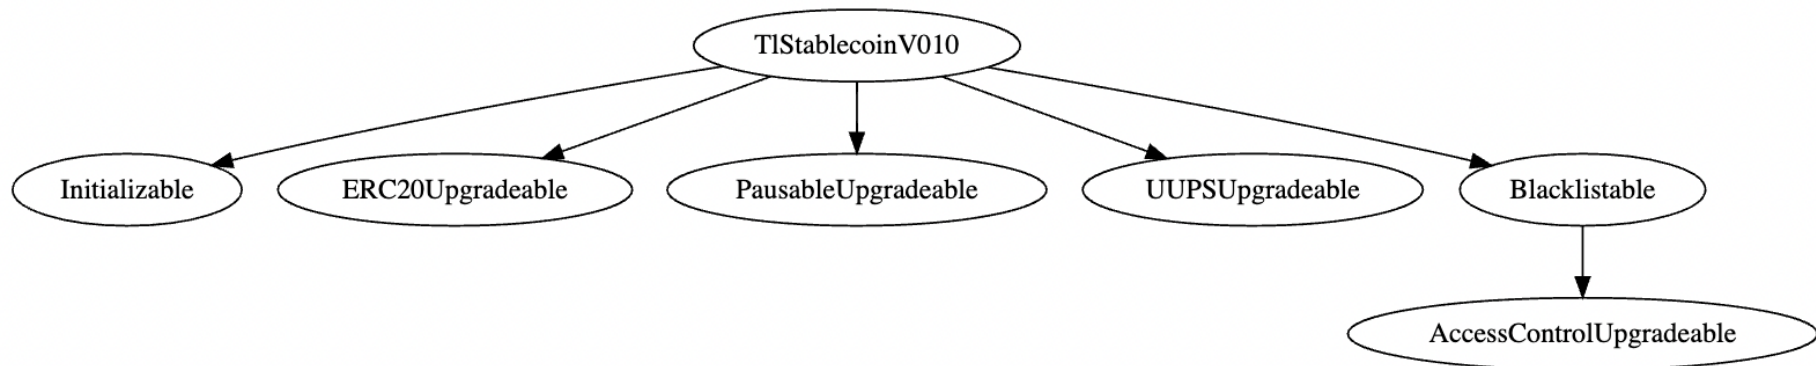 TlStablecoinV010
Initializable
ERC20Upgradeable
PausableUpgradeable
UUPSUpgradeable
Blacklistable
AccessControlUpgradeable